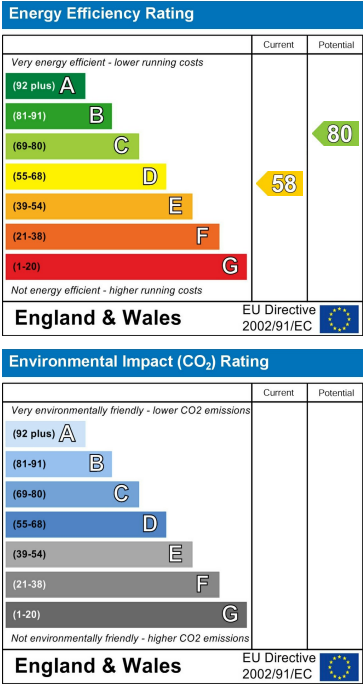 Energy Efficiency Rating
Current Potential
Very energy efficient - lower running costs
(92 plus) A
(81-91) B
(69-80) C
(55-68) D
(39-54) E
(21-38) F
(1-20) G
58
80
Not energy efficient - higher running costs
England & Wales
EU Directive
2002/91/EC
Environmental Impact (CO₂) Rating
Current Potential
Very environmentally friendly - lower CO2 emissions
(92 plus) A
(81-91) B
(69-80) C
(55-68) D
(39-54) E
(21-38) F
(1-20) G
Not environmentally friendly - higher CO2 emissions
England & Wales
EU Directive
2002/91/EC